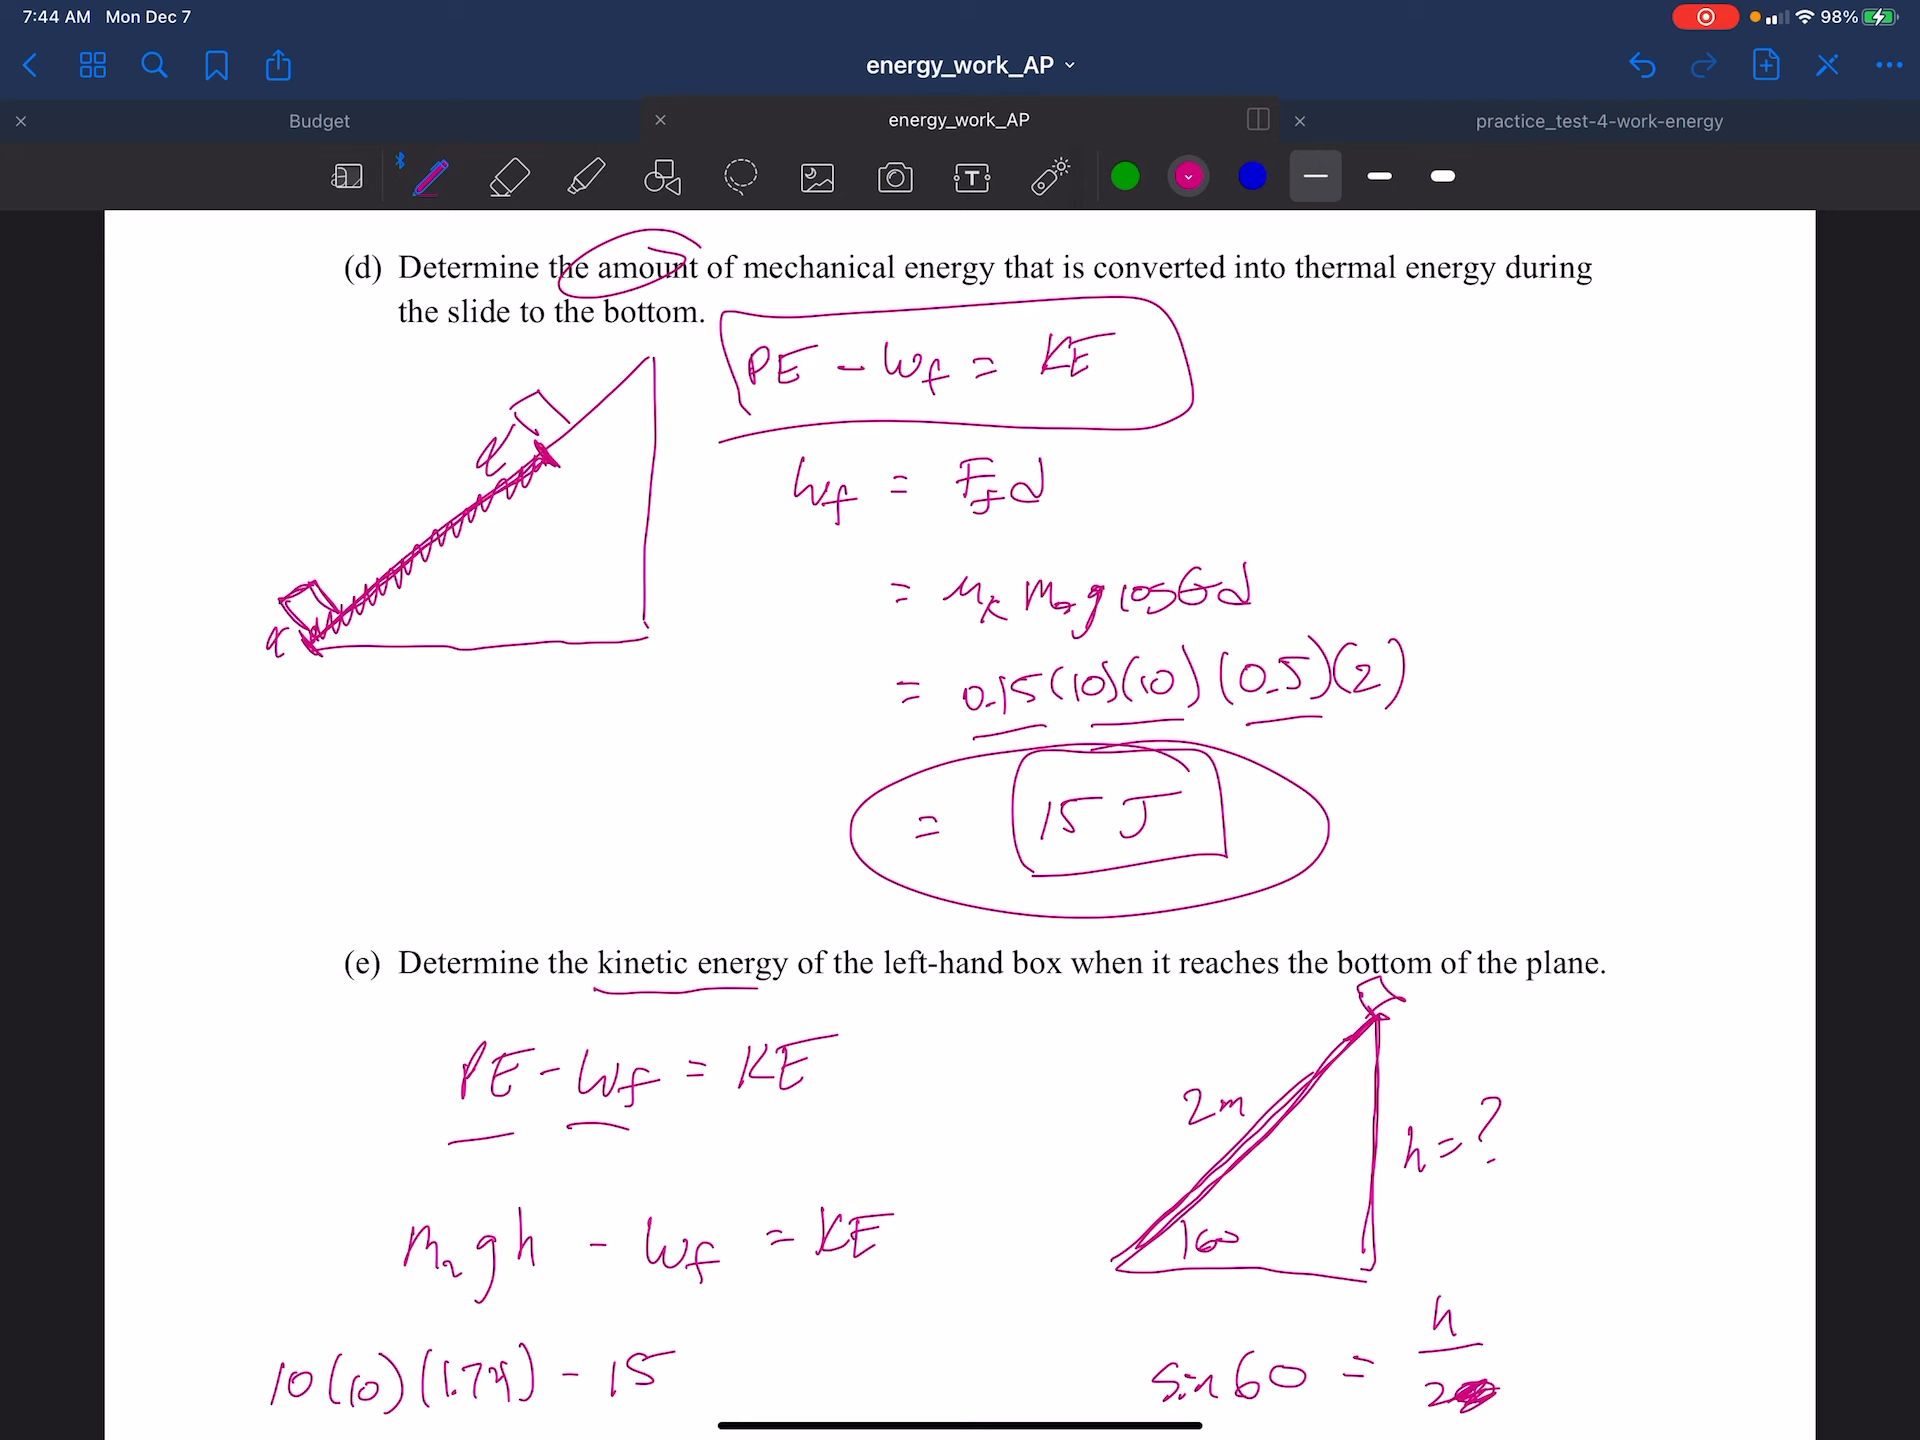 7:44 AM Mon Dec 7
98%
energy_work_AP
Budget
energy_work_AP
practice_test-4-work-energy
T
(d) Determine the amount of mechanical energy that is converted into thermal energy during
the slide to the bottom.
PE - Wf = KE
Wf = Ff d
= μk m2 g cosθ d
= 0.15(10)(10)(0.5)(2)
= 15 J
(e) Determine the kinetic energy of the left-hand box when it reaches the bottom of the plane.
PE - Wf = KE
2m
h = ?
60
m2 g h - Wf = KE
10(10)( ) - 15
sin 60 = h
2